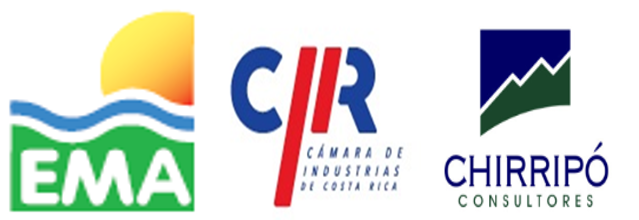 EMA
CIR
CÁMARA DE
INDUSTRIAS
DE COSTA RICA
CHIRRIPÓ
CONSULTORES